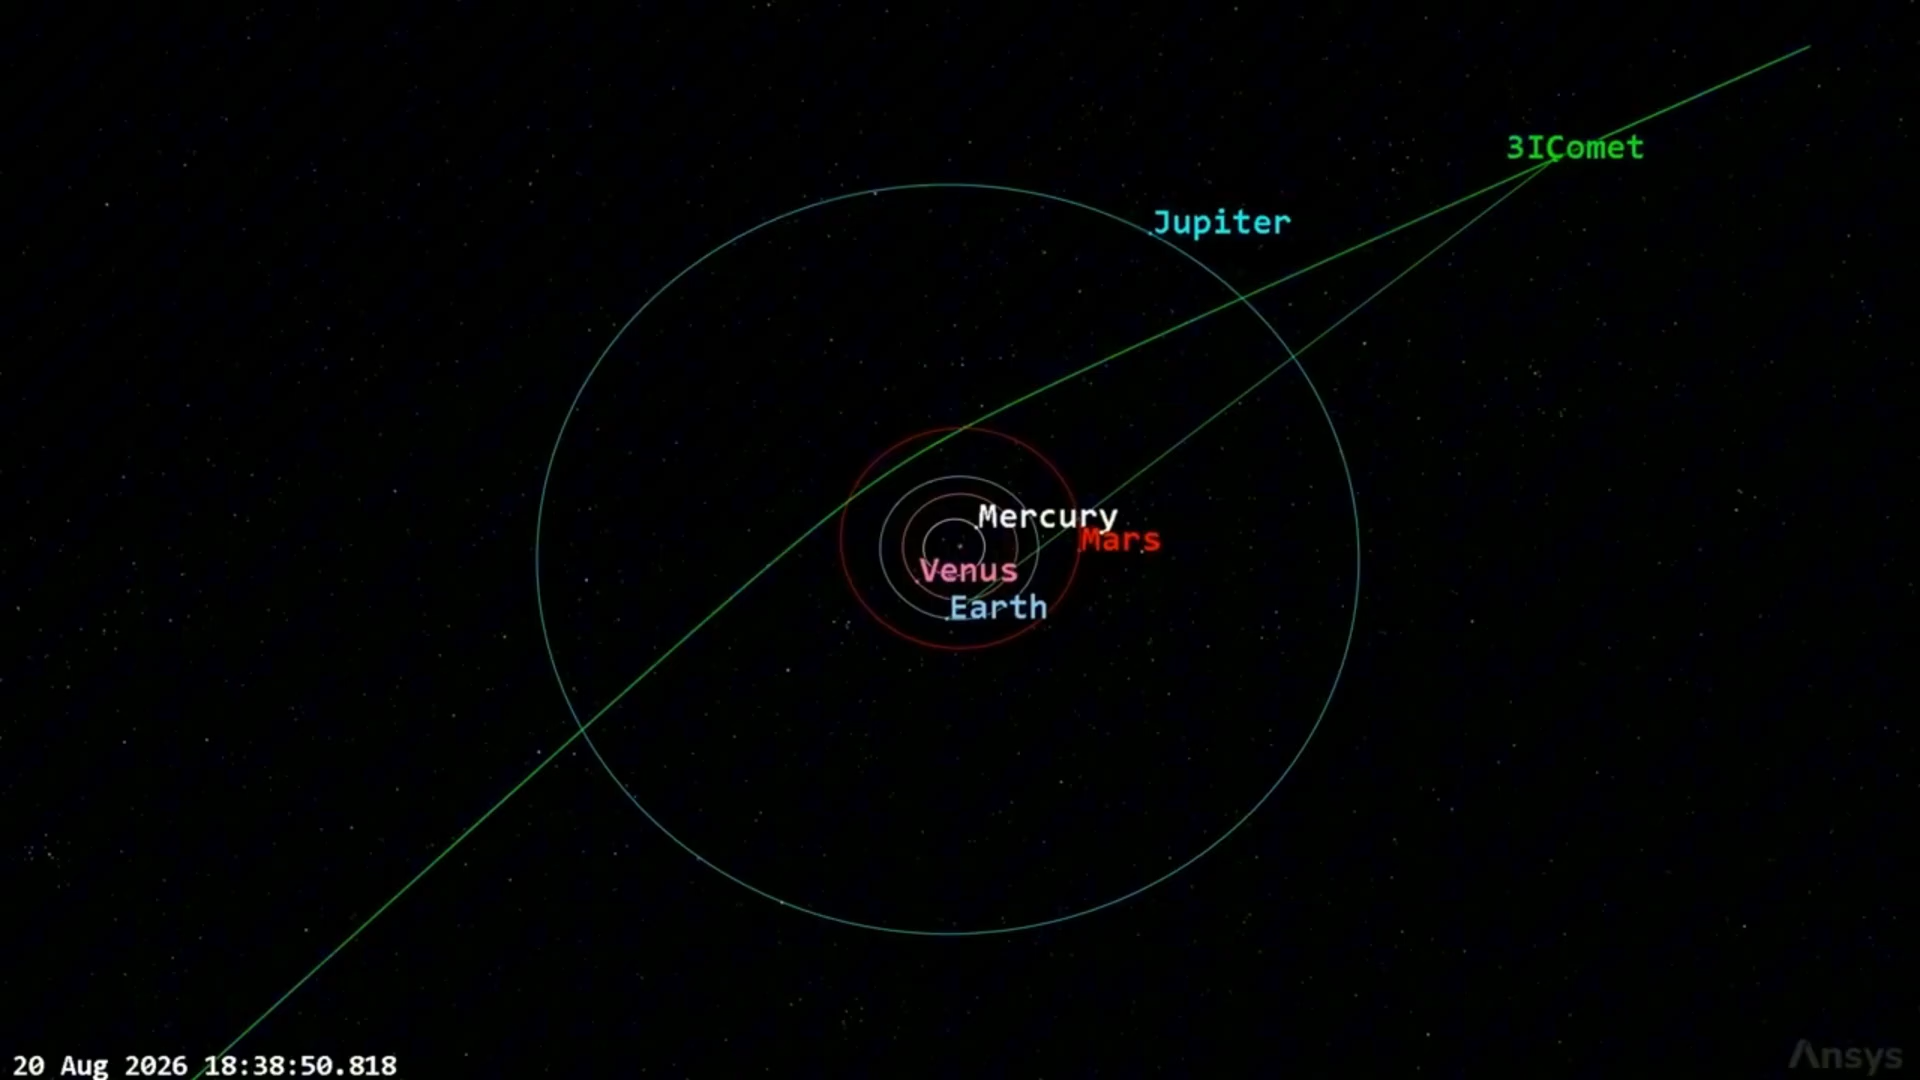 3IComet
Jupiter
Mercury
Mars
Venus
Earth
20 Aug 2026 18:38:50.818
Ansys